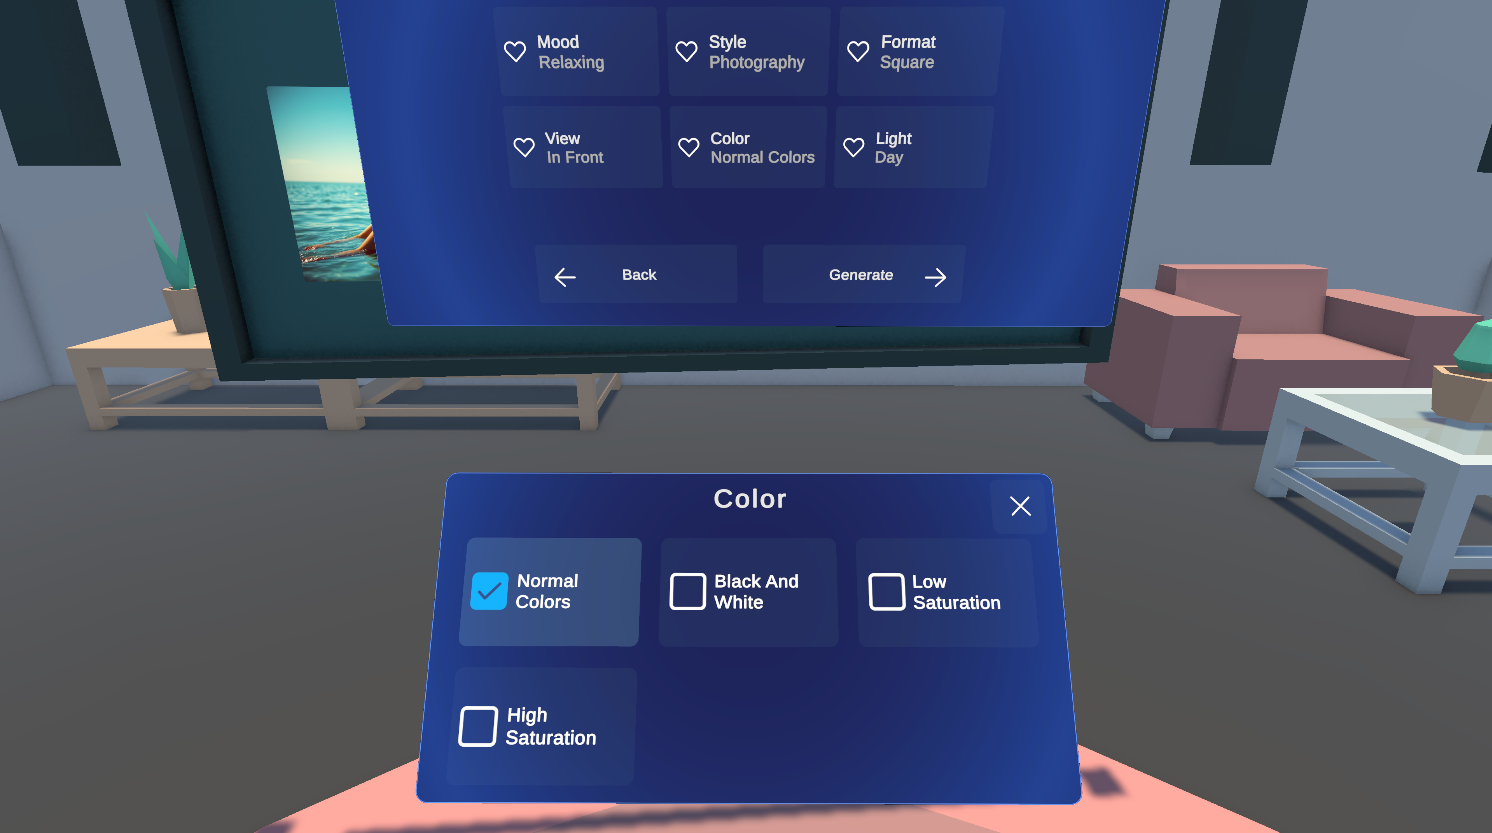 Mood
Relaxing
Style
Photography
Format
Square
View
In Front
Color
Normal Colors
Light
Day
Back
Generate
Color
Normal
Colors
Black And
White
Low
Saturation
High
Saturation